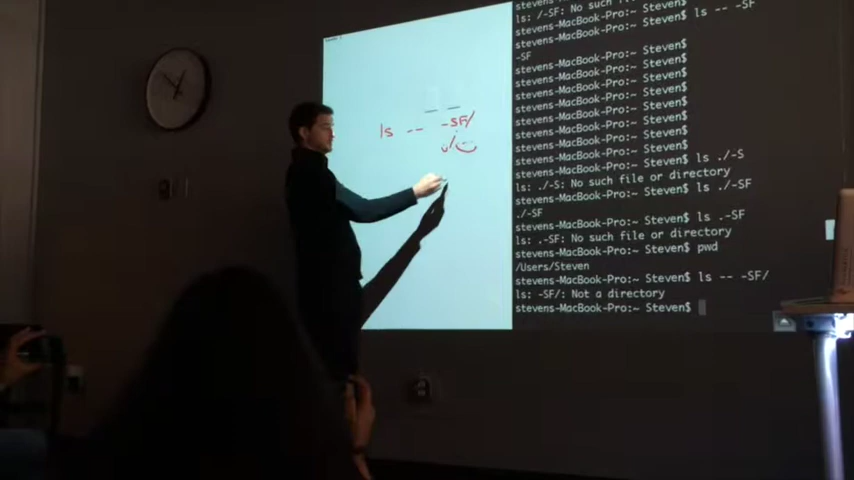 ls -- -SF/
ls: /-SF: No such file or directory
stevens-MacBook-Pro:~ Steven$ ls -- -SF
-SF
stevens-MacBook-Pro:~ Steven$
stevens-MacBook-Pro:~ Steven$
stevens-MacBook-Pro:~ Steven$
stevens-MacBook-Pro:~ Steven$
stevens-MacBook-Pro:~ Steven$
stevens-MacBook-Pro:~ Steven$
stevens-MacBook-Pro:~ Steven$
stevens-MacBook-Pro:~ Steven$ ls ./-S
ls: ./-S: No such file or directory
stevens-MacBook-Pro:~ Steven$ ls ./-SF
./-SF
stevens-MacBook-Pro:~ Steven$ ls .-SF
ls: .-SF: No such file or directory
stevens-MacBook-Pro:~ Steven$ pwd
/Users/Steven
stevens-MacBook-Pro:~ Steven$ ls -- -SF/
ls: -SF/: Not a directory
stevens-MacBook-Pro:~ Steven$